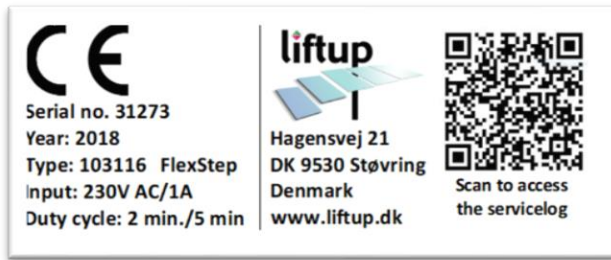 CE
Serial no. 31273
Year: 2018
Type: 103116 FlexStep
Input: 230V AC/1A
Duty cycle: 2 min./5 min
liftup
Hagensvej 21
DK 9530 Støvring
Denmark
www.liftup.dk
Scan to access
the servicelog